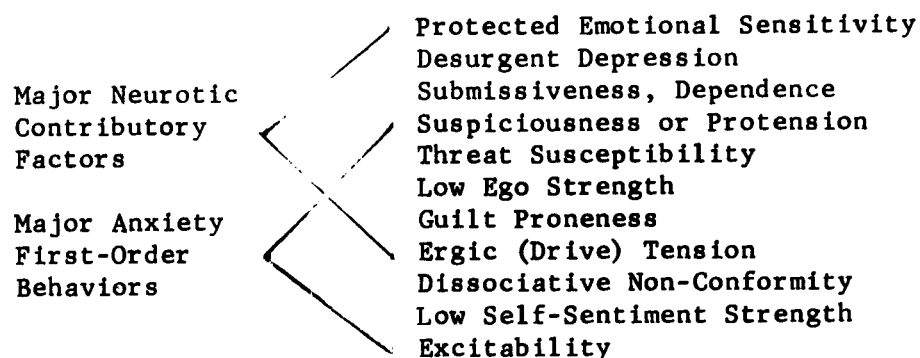 Major Neurotic
Contributory
Factors
Major Anxiety
First-Order
Behaviors
Protected Emotional Sensitivity
Desurgent Depression
Submissiveness, Dependence
Suspiciousness or Protension
Threat Susceptibility
Low Ego Strength
Guilt Proneness
Ergic (Drive) Tension
Dissociative Non-Conformity
Low Self-Sentiment Strength
Excitability